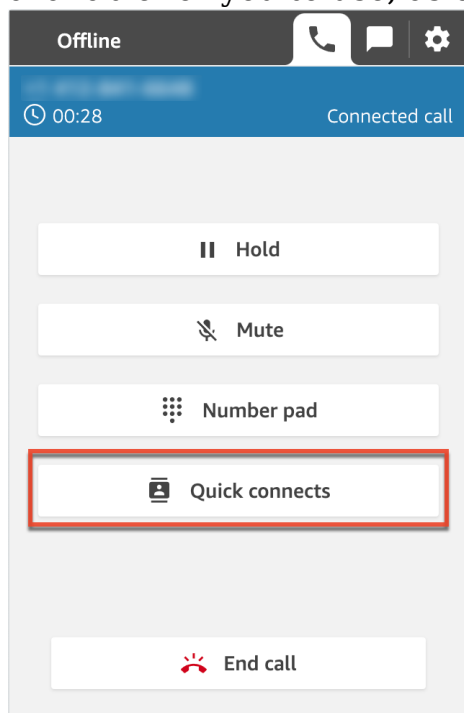 Offline
00:28
Connected call
Hold
Mute
Number pad
Quick connects
End call